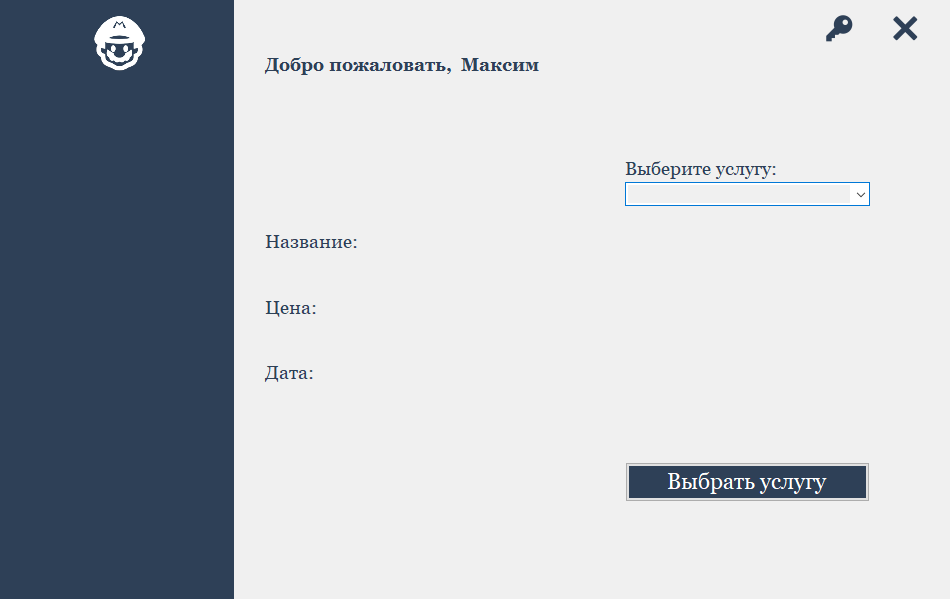 Добро пожаловать, Максим
Выберите услугу:
Название:
Цена:
Дата:
Выбрать услугу